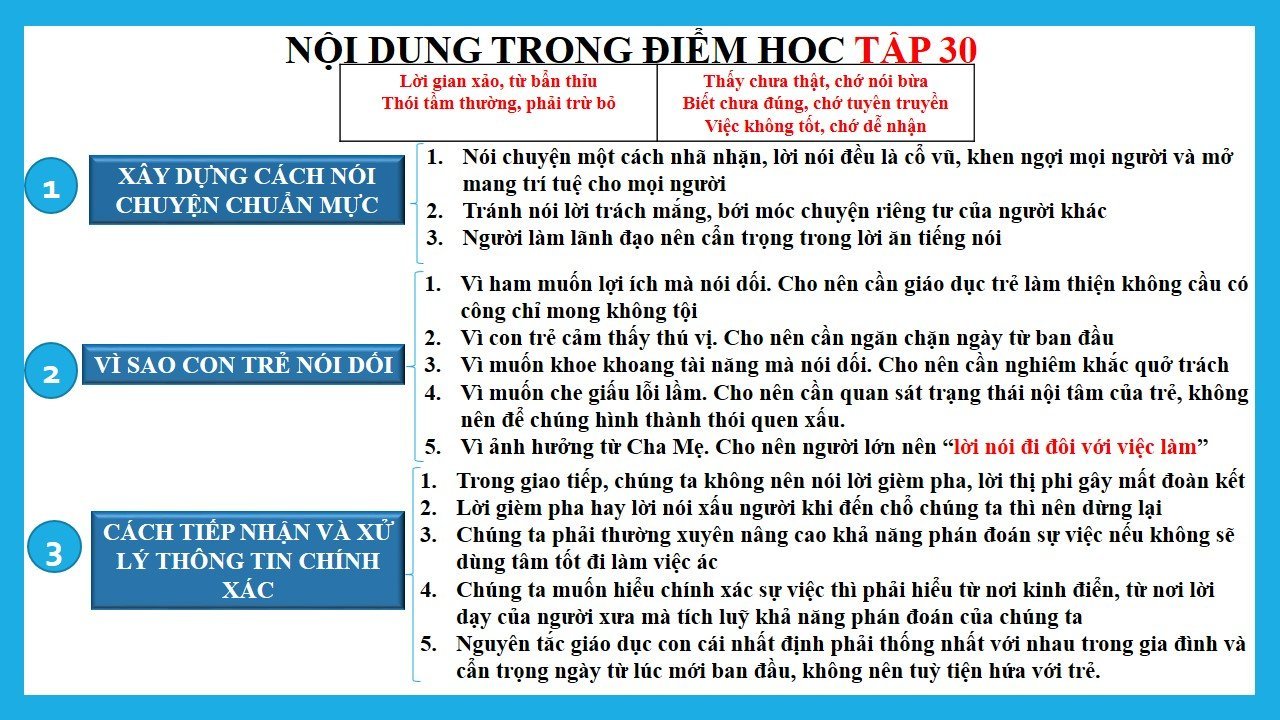 NỘI DUNG TRONG ĐIỂM HOC TẬP 30
Lời gian xảo, từ bẩn thỉu
Thói tầm thường, phải trừ bỏ
Thấy chưa thật, chớ nói bừa
Biết chưa đúng, chớ tuyên truyền
Việc không tốt, chớ dễ nhận
1
XÂY DỰNG CÁCH NÓI
CHUYỆN CHUẨN MỰC
1. Nói chuyện một cách nhã nhặn, lời nói đều là cổ vũ, khen ngợi mọi người và mở
mang trí tuệ cho mọi người
2. Tránh nói lời trách mắng, bới móc chuyện riêng tư của người khác
3. Người làm lãnh đạo nên cẩn trọng trong lời ăn tiếng nói
2
VÌ SAO CON TRẺ NÓI DỐI
1. Vì ham muốn lợi ích mà nói dối. Cho nên cần giáo dục trẻ làm thiện không cầu có
công chỉ mong không tội
2. Vì con trẻ cảm thấy thú vị. Cho nên cần ngăn chặn ngày từ ban đầu
3. Vì muốn khoe khoang tài năng mà nói dối. Cho nên cần nghiêm khắc quở trách
4. Vì muốn che giấu lỗi lầm. Cho nên cần quan sát trạng thái nội tâm của trẻ, không
nên để chúng hình thành thói quen xấu.
5. Vì ảnh hưởng từ Cha Mẹ. Cho nên người lớn nên “lời nói đi đôi với việc làm”
3
CÁCH TIẾP NHẬN VÀ XỬ
LÝ THÔNG TIN CHÍNH
XÁC
1. Trong giao tiếp, chúng ta không nên nói lời gièm pha, lời thị phi gây mất đoàn kết
2. Lời gièm pha hay lời nói xấu người khi đến chỗ chúng ta thì nên dừng lại
3. Chúng ta phải thường xuyên nâng cao khả năng phán đoán sự việc nếu không sẽ
dùng tâm tốt đi làm việc ác
4. Chúng ta muốn hiểu chính xác sự việc thì phải hiểu từ nơi kinh điển, từ nơi lời
dạy của người xưa mà tích luỹ khả năng phán đoán của chúng ta
5. Nguyên tắc giáo dục con cái nhất định phải thống nhất với nhau trong gia đình và
cẩn trọng ngày từ lúc mới ban đầu, không nên tuỳ tiện hứa với trẻ.